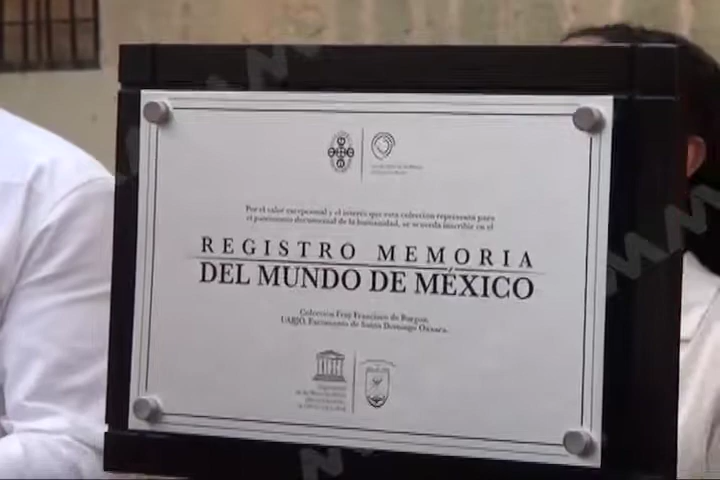 Por el valor excepcional y el interés que esta colección representa para
el patrimonio documental de la humanidad, se acuerda inscribir en el
REGISTRO MEMORIA
DEL MUNDO DE MÉXICO
Colección Fray Francisco de Burgoa,
UABJO, Exconvento de Santo Domingo Oaxaca.